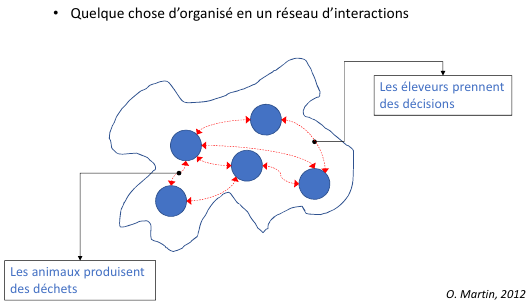 • Quelque chose d’organisé en un réseau d’interactions
Les éleveurs prennent
des décisions
Les animaux produisent
des déchets
O. Martin, 2012